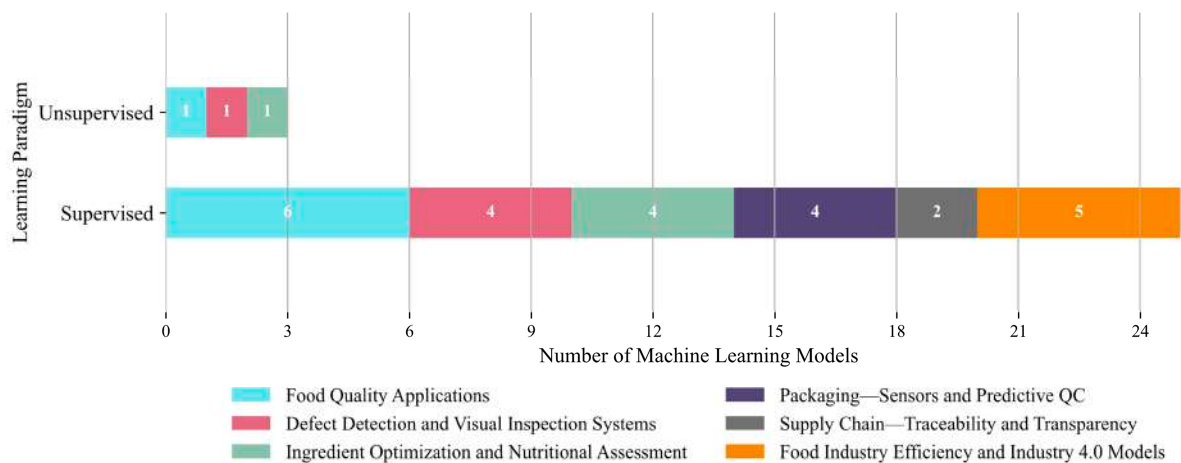 Learning Paradigm
Unsupervised
1 1 1
Supervised
6 4 4 4 2 5
0 3 6 9 12 15 18 21 24
Number of Machine Learning Models
Food Quality Applications
Defect Detection and Visual Inspection Systems
Ingredient Optimization and Nutritional Assessment
Packaging—Sensors and Predictive QC
Supply Chain—Traceability and Transparency
Food Industry Efficiency and Industry 4.0 Models